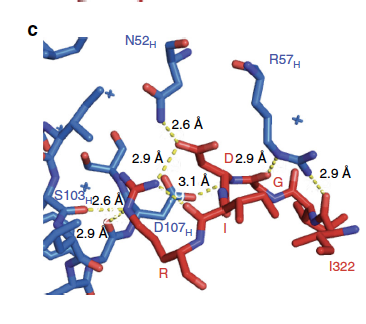 c
N52H
R57H
2.6 Å
2.9 Å
D 2.9 Å
3.1 Å
G
2.9 Å
S103H 2.6 Å
2.9 Å
D107H
I
R
I322